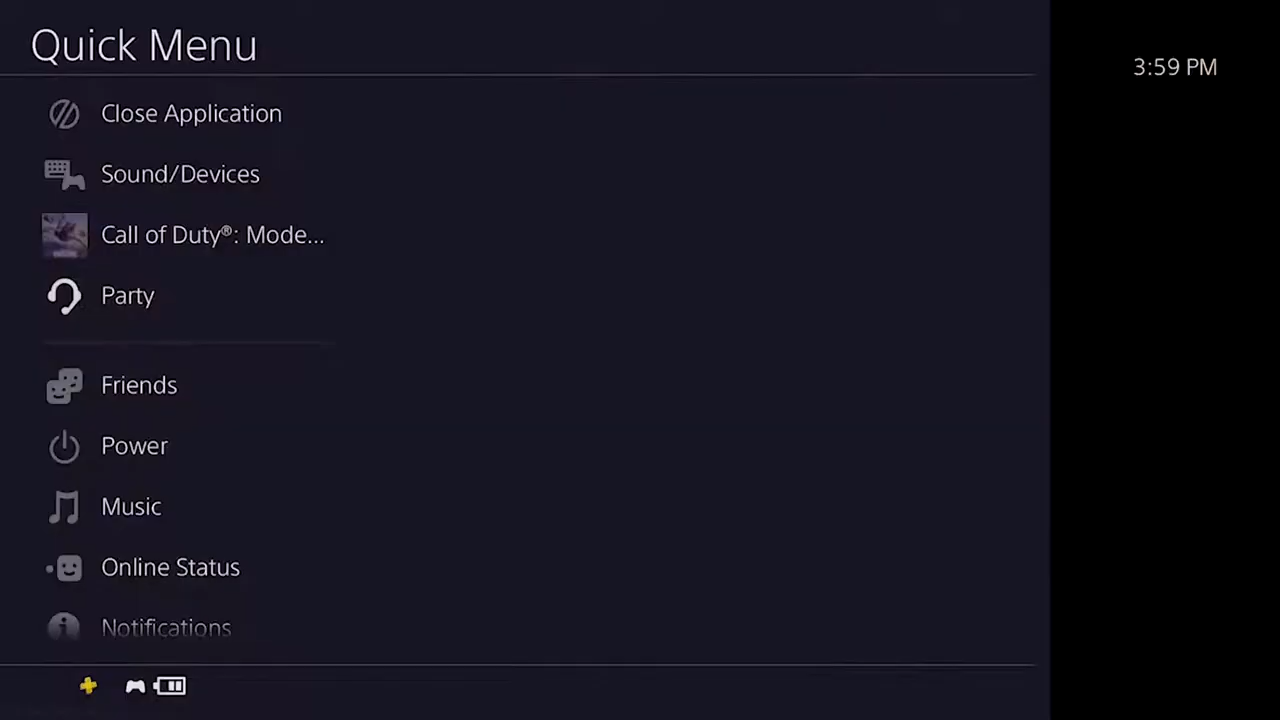 Quick Menu
3:59 PM
Close Application
Sound/Devices
Call of Duty®: Mode...
Party
Friends
Power
Music
Online Status
Notifications